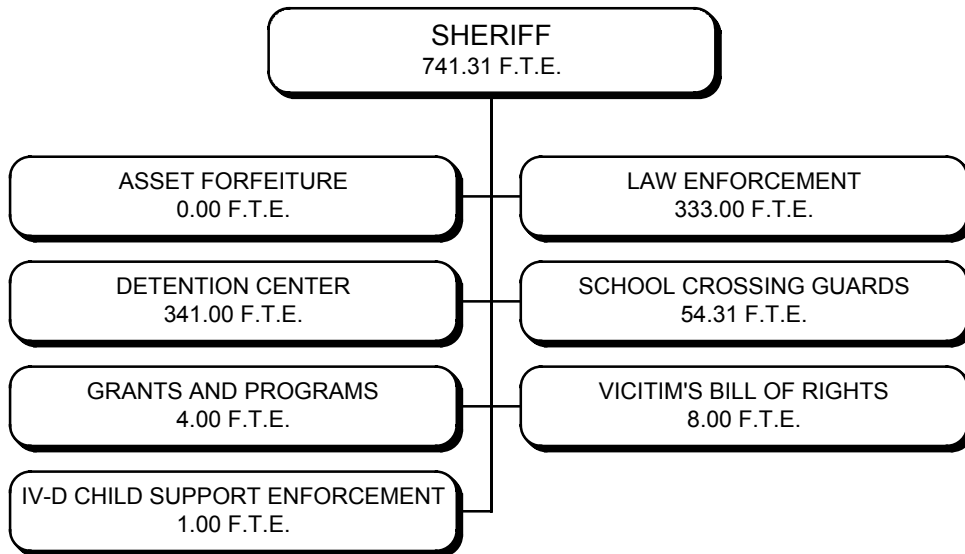 SHERIFF
741.31 F.T.E.
ASSET FORFEITURE
0.00 F.T.E.
LAW ENFORCEMENT
333.00 F.T.E.
DETENTION CENTER
341.00 F.T.E.
SCHOOL CROSSING GUARDS
54.31 F.T.E.
GRANTS AND PROGRAMS
4.00 F.T.E.
VICITIM'S BILL OF RIGHTS
8.00 F.T.E.
IV-D CHILD SUPPORT ENFORCEMENT
1.00 F.T.E.